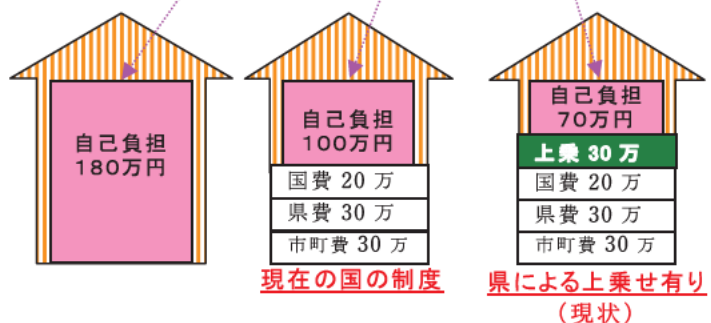 自己負担
180万円
自己負担
100万円
国費 20 万
県費 30 万
市町費 30 万
現在の国の制度
自己負担
70万円
上乗 30 万
国費 20 万
県費 30 万
市町費 30 万
県による上乗せ有り
（現状）